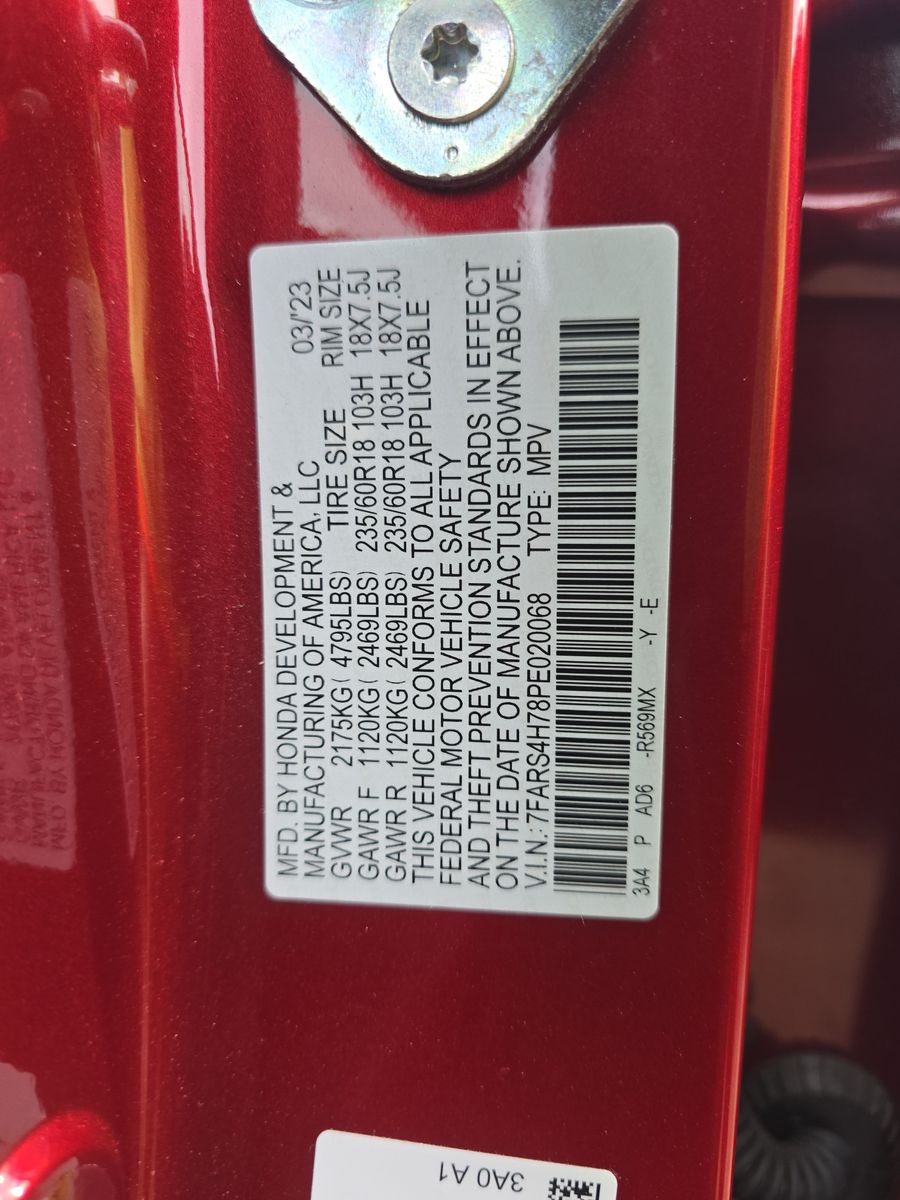 MFD. BY HONDA DEVELOPMENT &
MANUFACTURING OF AMERICA, LLC 03/'23
GVWR 2175KG( 4795LBS) TIRE SIZE RIM SIZE
GAWR F 1120KG( 2469LBS) 235/60R18 103H 18X7.5J
GAWR R 1120KG( 2469LBS) 235/60R18 103H 18X7.5J
THIS VEHICLE CONFORMS TO ALL APPLICABLE
FEDERAL MOTOR VEHICLE SAFETY
AND THEFT PREVENTION STANDARDS IN EFFECT
ON THE DATE OF MANUFACTURE SHOWN ABOVE.
V.I.N.: 7FARS4H78PE020068 TYPE: MPV
3A4 P AD6 -R569MX -Y -E
3A0 A1